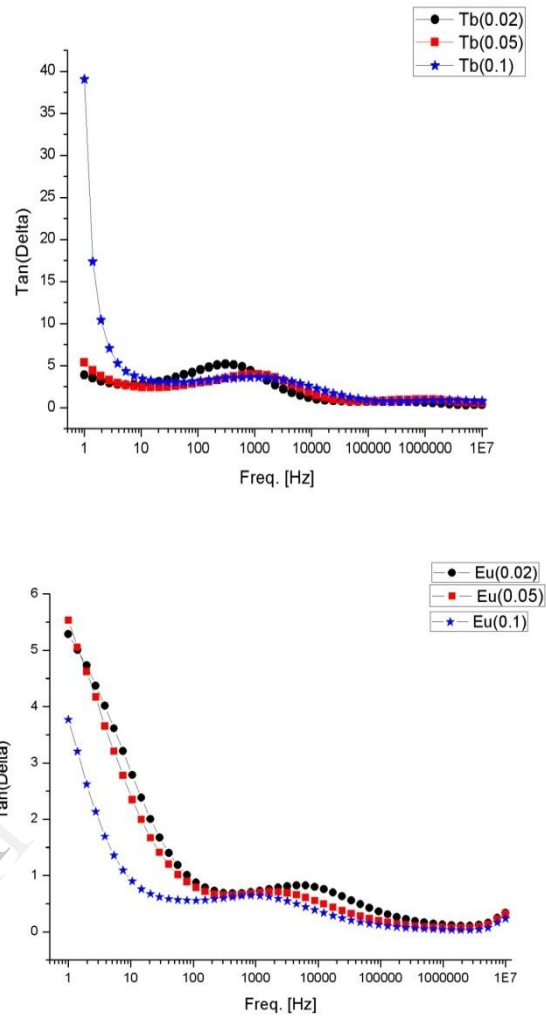 Tb(0.02)
Tb(0.05)
Tb(0.1)
40
35
30
25
20
15
10
5
0
Tan(Delta)
1 10 100 1000 10000 100000 1000000 1E7
Freq. [Hz]
Eu(0.02)
Eu(0.05)
Eu(0.1)
6
5
4
3
2
1
0
Tan(Delta)
1 10 100 1000 10000 100000 1000000 1E7
Freq. [Hz]